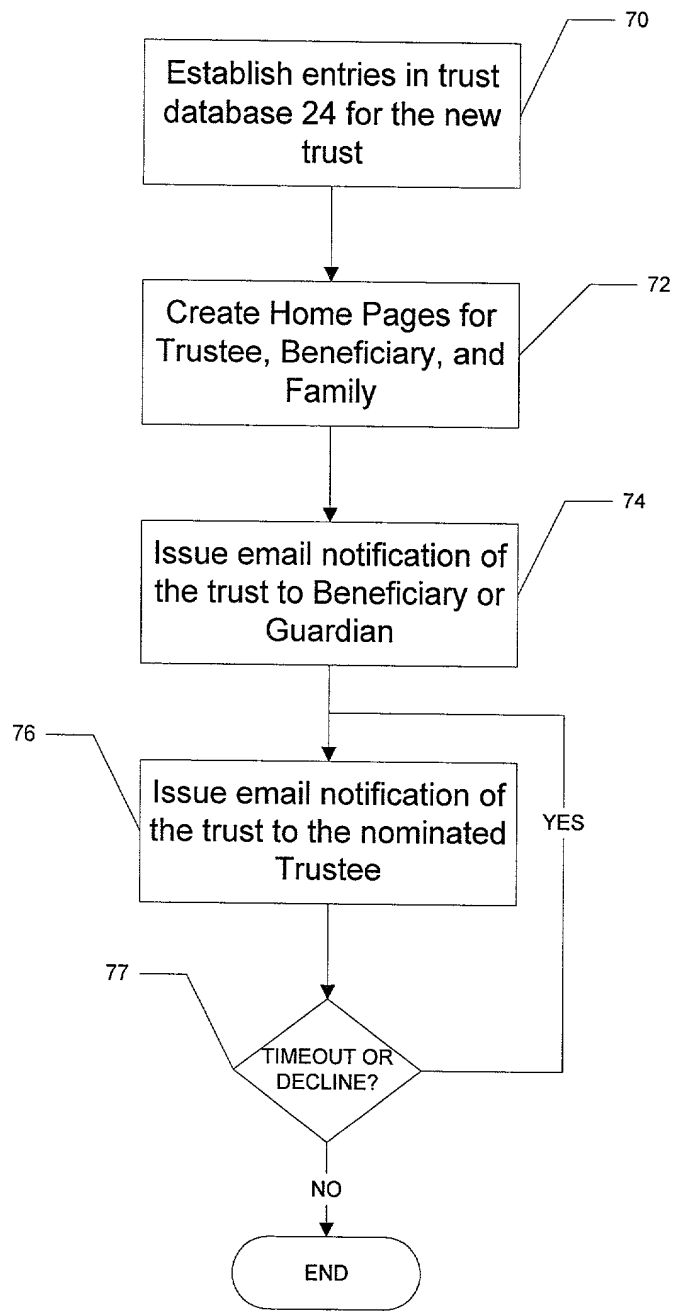 70
Establish entries in trust
database 24 for the new
trust
72
Create Home Pages for
Trustee, Beneficiary, and
Family
74
Issue email notification of
the trust to Beneficiary or
Guardian
76
Issue email notification of
the trust to the nominated
Trustee
YES
77
TIMEOUT OR
DECLINE?
NO
END